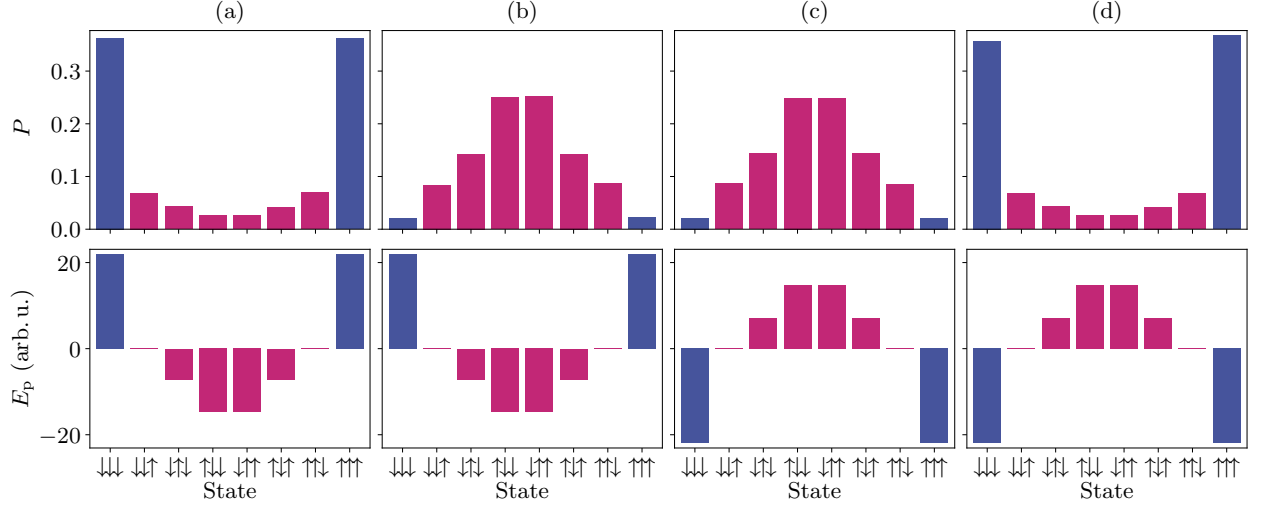 (a) (b) (c) (d)
0.3
0.2
0.1
0.0
P
20
0
−20
E_p (arb. u.)
↓↓↓ ↓↓↑ ↓↑↓ ↑↓↓ ↓↑↑ ↑↓↑ ↑↑↓ ↑↑↑ ↓↓↓ ↓↓↑ ↓↑↓ ↑↓↓ ↓↑↑ ↑↓↑ ↑↑↓ ↑↑↑ ↓↓↓ ↓↓↑ ↓↑↓ ↑↓↓ ↓↑↑ ↑↓↑ ↑↑↓ ↑↑↑ ↓↓↓ ↓↓↑ ↓↑↓ ↑↓↓ ↓↑↑ ↑↓↑ ↑↑↓ ↑↑↑
State State State State